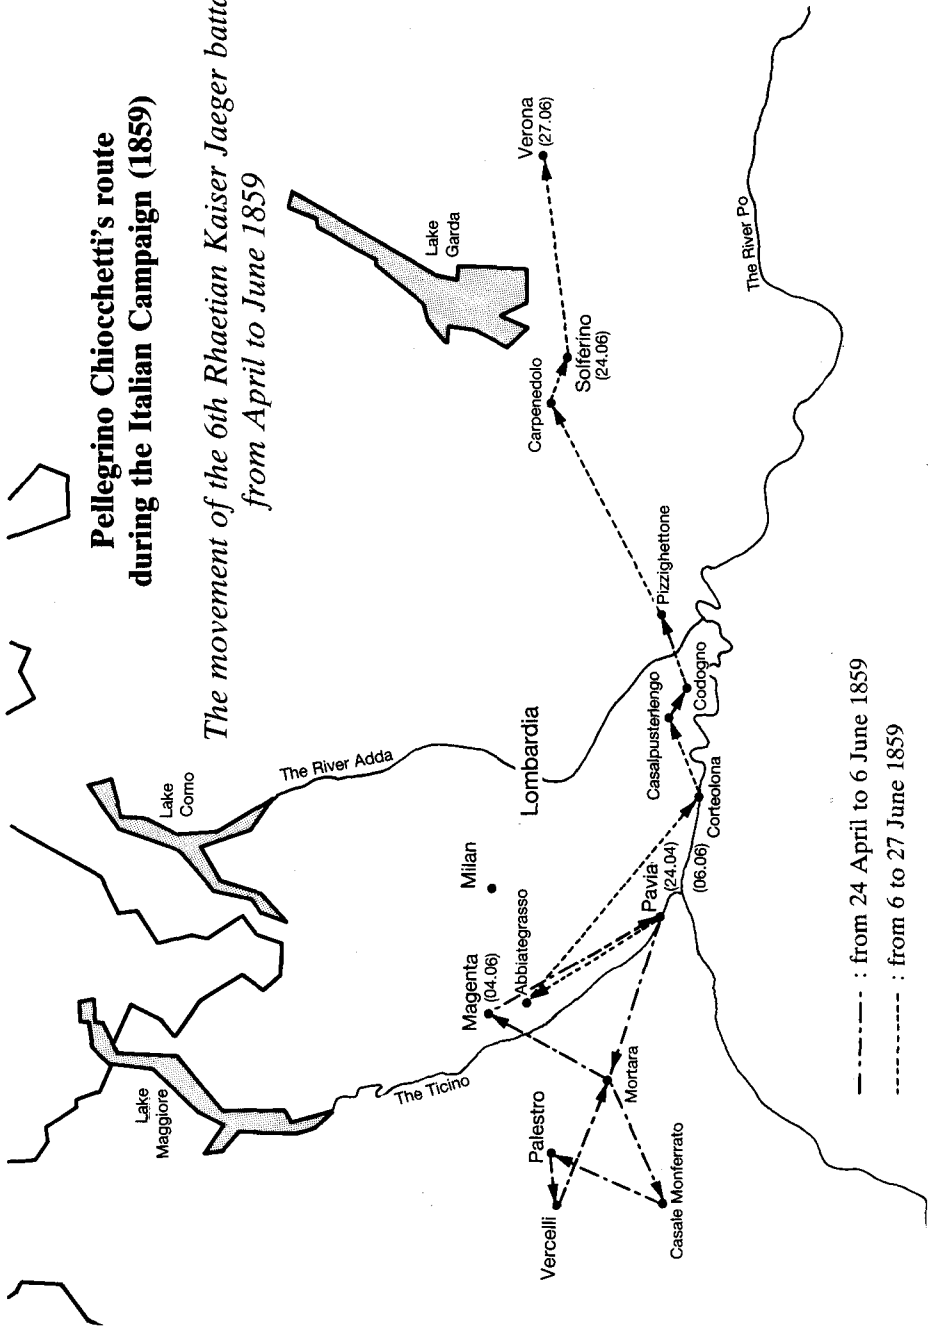 Pellegrino Chiocchetti's route
during the Italian Campaign (1859)
The movement of the 6th Rhaetian Kaiser Jaeger
from April to June 1859
Lake
Maggiore
Lake
Como
Lake
Garda
The River Adda
The Ticino
The River Po
Lombardia
Milan
Magenta
(04.06)
Abbiategrasso
Pavia
(24.04)
(06.06)
Mortara
Palestro
Vercelli
Casale Monferrato
Corteolona
Casalpusterlengo
Codogno
Pizzighettone
Carpenedolo
Solferino
(24.06)
Verona
(27.06)
: from 24 April to 6 June 1859
: from 6 to 27 June 1859